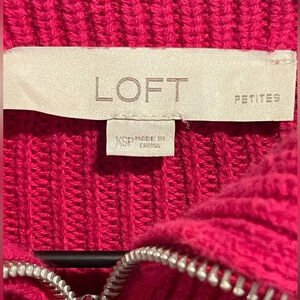 LOFT
PETITES
XSP
MADE IN
CHINA